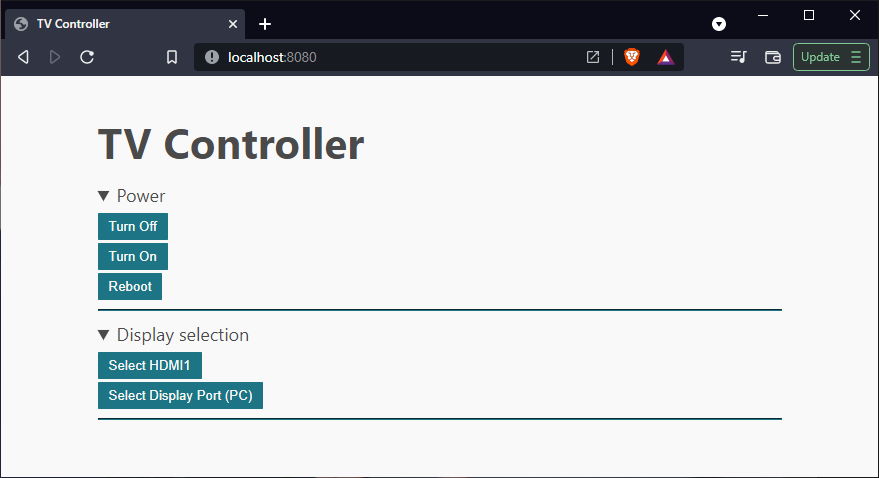 TV Controller
localhost:8080
Update
TV Controller
Power
Turn Off
Turn On
Reboot
Display selection
Select HDMI1
Select Display Port (PC)